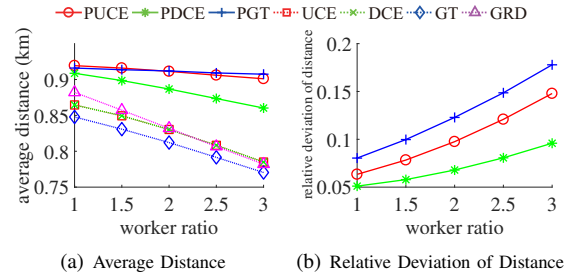 PUCE PDCE PGT UCE DCE GT GRD
average distance (km)
0.9
0.85
0.8
0.75
1 1.5 2 2.5 3
worker ratio
(a) Average Distance
relative deviation of distance
0.2
0.15
0.1
0.05
1 1.5 2 2.5 3
worker ratio
(b) Relative Deviation of Distance